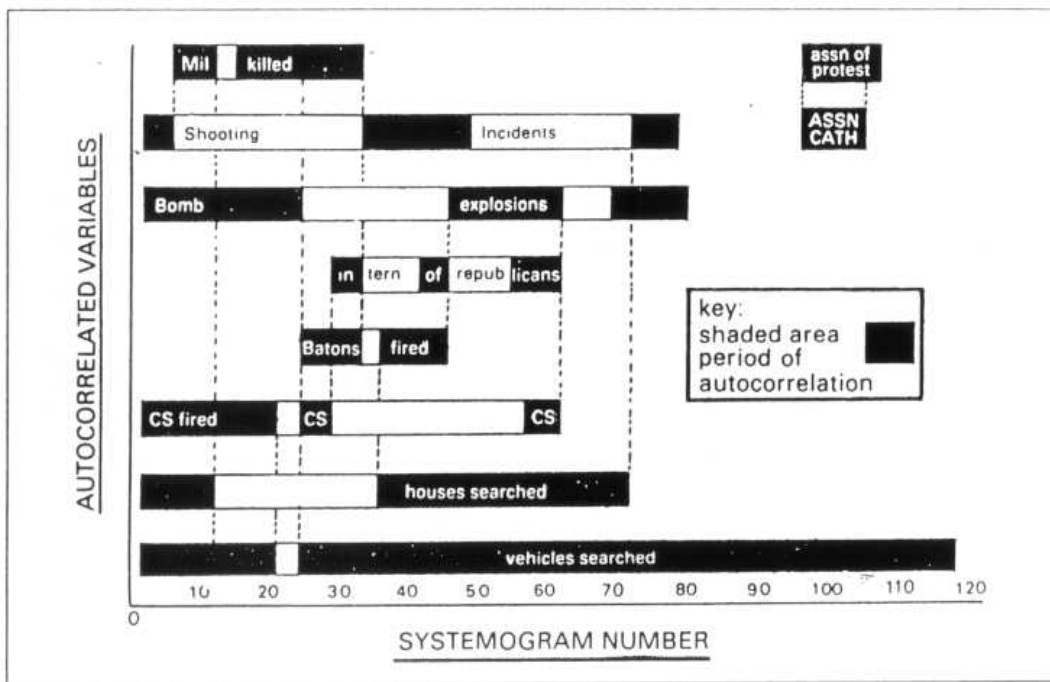 Mil killed
assn of
protest
Shooting Incidents
ASSN
CATH
Bomb explosions
in tern of repub licans
key:
shaded area
period of
autocorrelation
Batons fired
CS fired CS CS
houses searched
vehicles searched
AUTOCORRELATED VARIABLES
0 10 20 30 40 50 60 70 80 90 100 110 120
SYSTEMOGRAM NUMBER